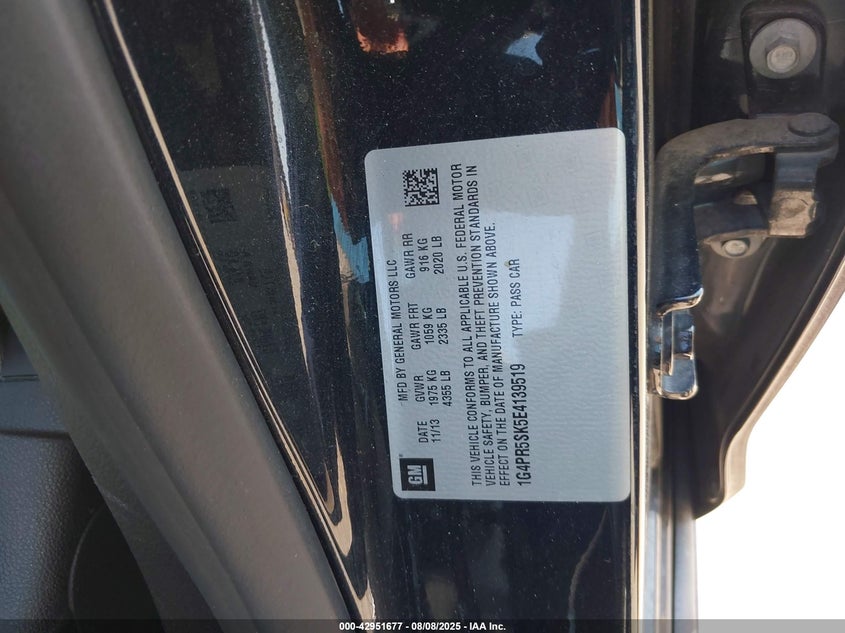 MFD BY GENERAL MOTORS LLC
DATE GVWR GAWR FRT GAWR RR
11/13 1975 KG 1059 KG 916 KG
4355 LB 2335 LB 2020 LB
THIS VEHICLE CONFORMS TO ALL APPLICABLE U.S. FEDERAL MOTOR
VEHICLE SAFETY, BUMPER, AND THEFT PREVENTION STANDARDS IN
EFFECT ON THE DATE OF MANUFACTURE SHOWN ABOVE.
1G4PR5SK5E4139519 TYPE: PASS CAR
GM
®
000-42951677 - 08/08/2025 - IAA Inc.